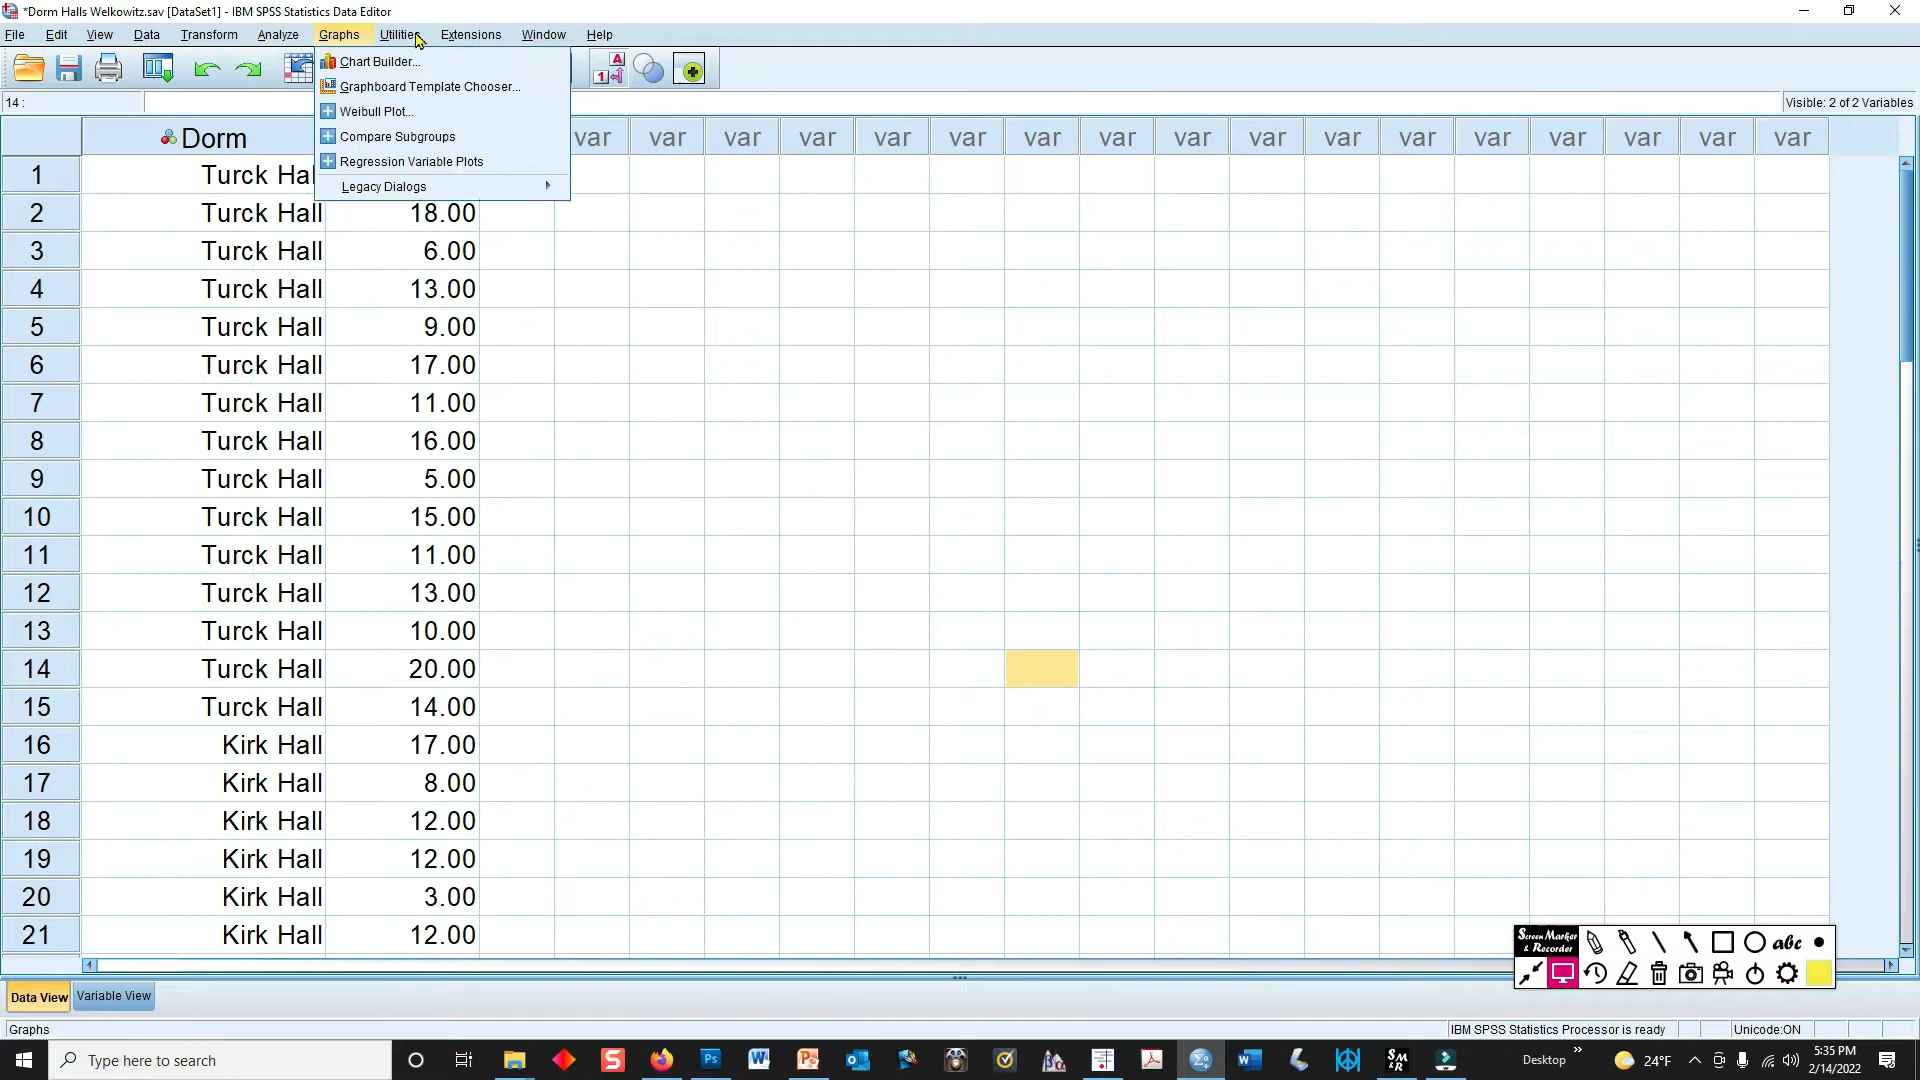 *Dorm Halls Welkowitz.sav [DataSet1] - IBM SPSS Statistics Data Editor
File Edit View Data Transform Analyze Graphs Utilities Extensions Window Help
Chart Builder...
Graphboard Template Chooser...
Weibull Plot...
Compare Subgroups
Regression Variable Plots
Legacy Dialogs
14 :
Visible: 2 of 2 Variables
Dorm var var var var var var var var var var var var var var var var var
1 Turck Hall
2 Turck Hall 18.00
3 Turck Hall 6.00
4 Turck Hall 13.00
5 Turck Hall 9.00
6 Turck Hall 17.00
7 Turck Hall 11.00
8 Turck Hall 16.00
9 Turck Hall 5.00
10 Turck Hall 15.00
11 Turck Hall 11.00
12 Turck Hall 13.00
13 Turck Hall 10.00
14 Turck Hall 20.00
15 Turck Hall 14.00
16 Kirk Hall 17.00
17 Kirk Hall 8.00
18 Kirk Hall 12.00
19 Kirk Hall 12.00
20 Kirk Hall 3.00
21 Kirk Hall 12.00
Screen Marker & Recorder abc
Data View Variable View
Graphs IBM SPSS Statistics Processor is ready Unicode:ON
Type here to search Desktop 24°F 5:35 PM
2/14/2022